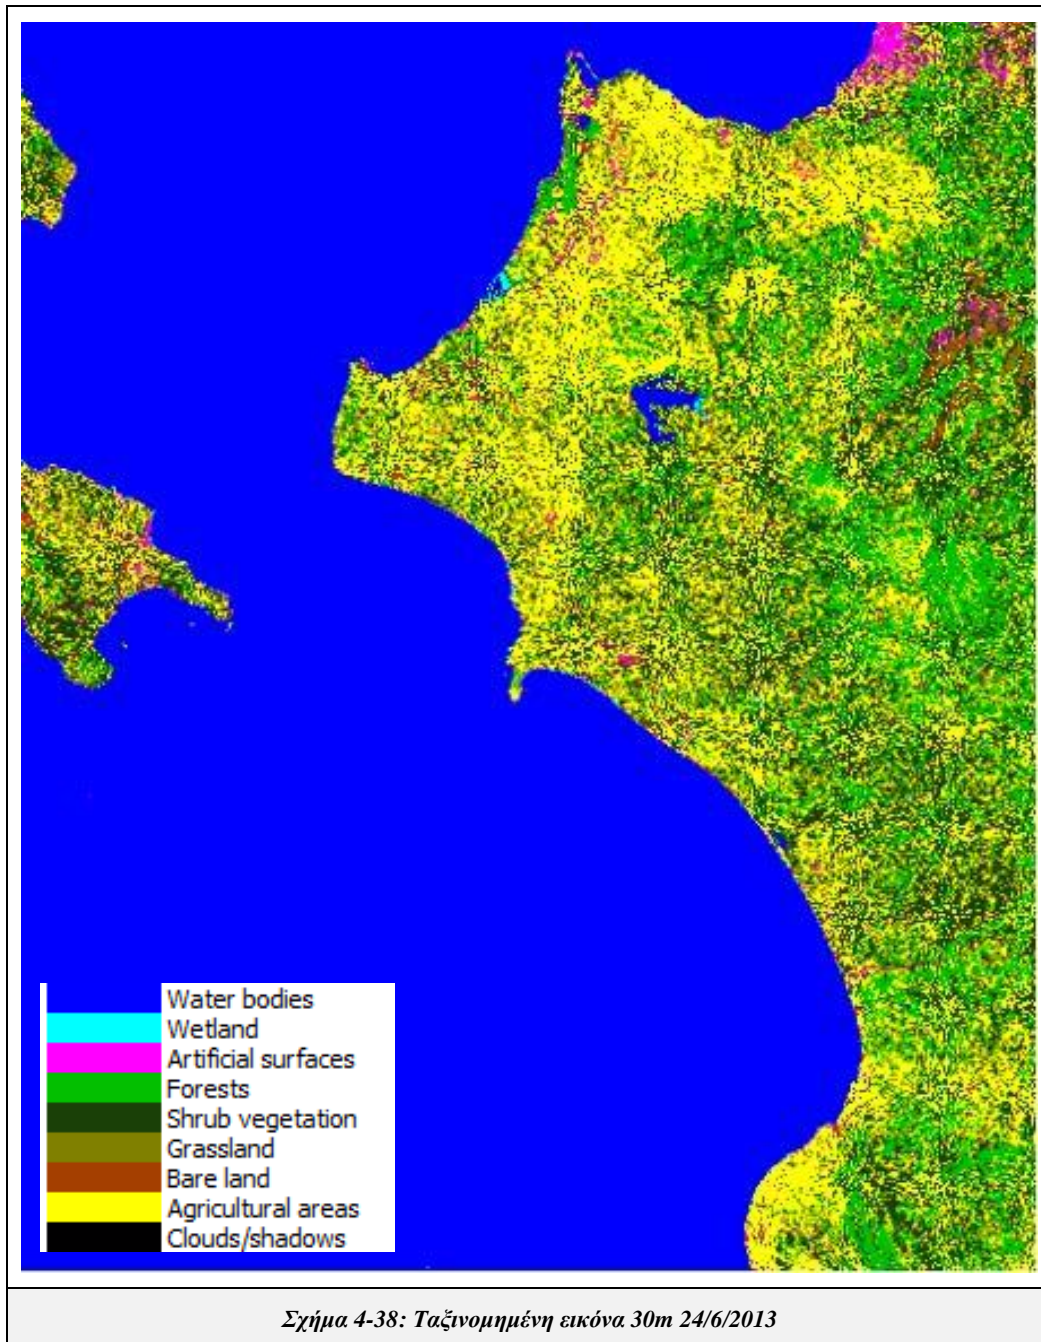 Water bodies
Wetland
Artificial surfaces
Forests
Shrub vegetation
Grassland
Bare land
Agricultural areas
Clouds/shadows
Σχήμα 4-38: Ταξινομημένη εικόνα 30m 24/6/2013